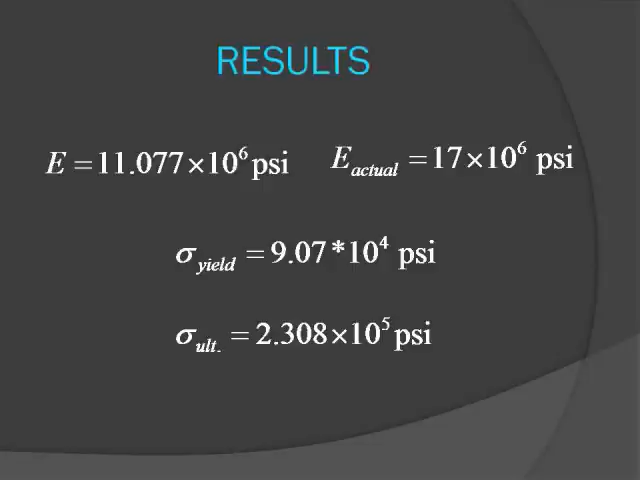 RESULTS
E = 11.077×10⁶ psi
E_actual = 17×10⁶ psi
σ_yield = 9.07*10⁴ psi
σ_ult. = 2.308×10⁵ psi